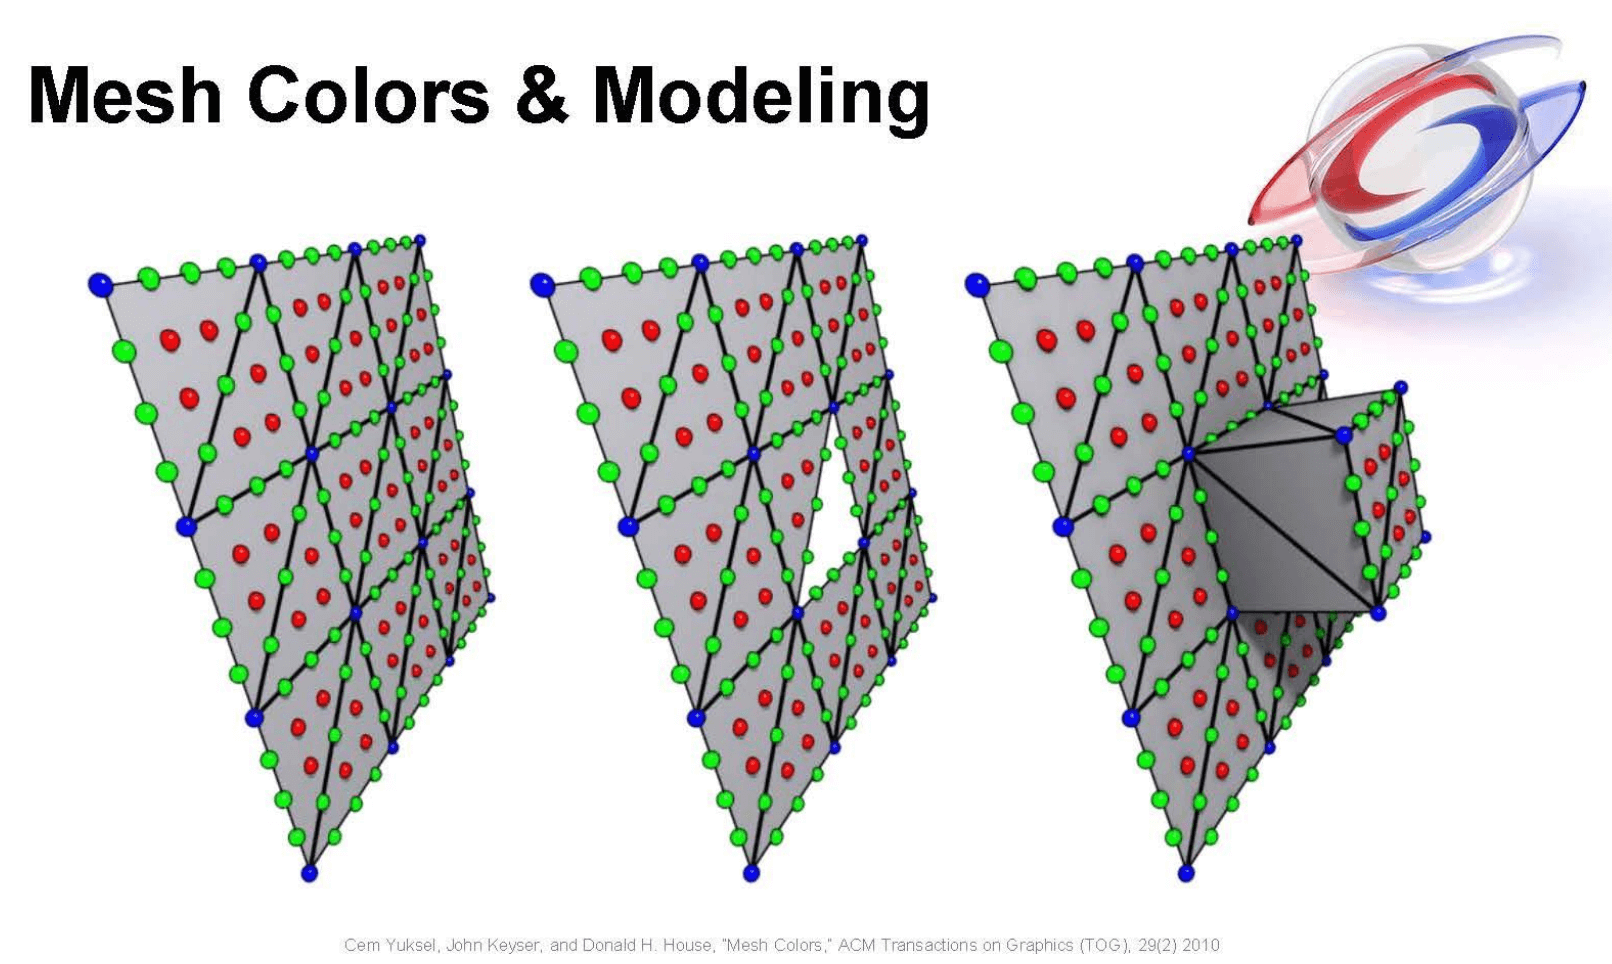 Mesh Colors & Modeling
Cem Yuksel, John Keyser, and Donald H. House, "Mesh Colors," ACM Transactions on Graphics (TOG), 29(2) 2010